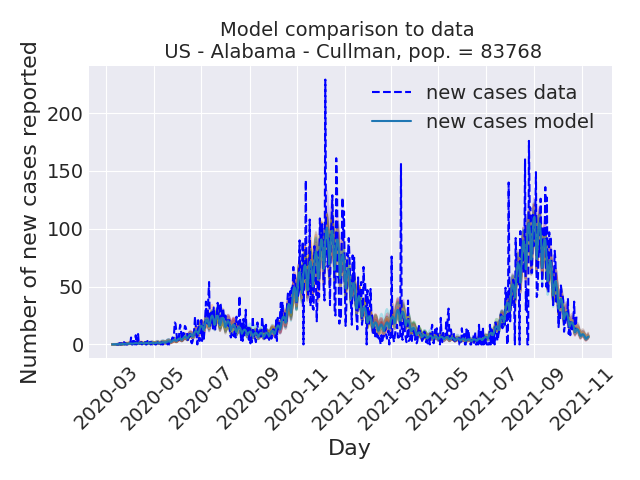 Model comparison to data
US - Alabama - Cullman, pop. = 83768
new cases data
new cases model
Number of new cases reported
200
150
100
50
0
2020-03
2020-05
2020-07
2020-09
2020-11
2021-01
2021-03
2021-05
2021-07
2021-09
2021-11
Day